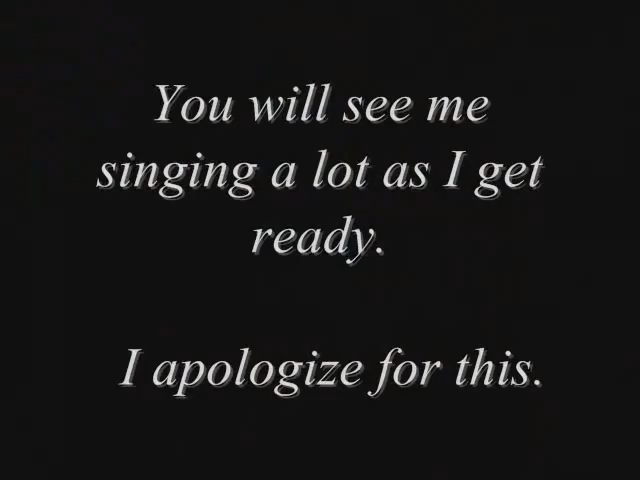 You will see me
singing a lot as I get
ready.
I apologize for this.